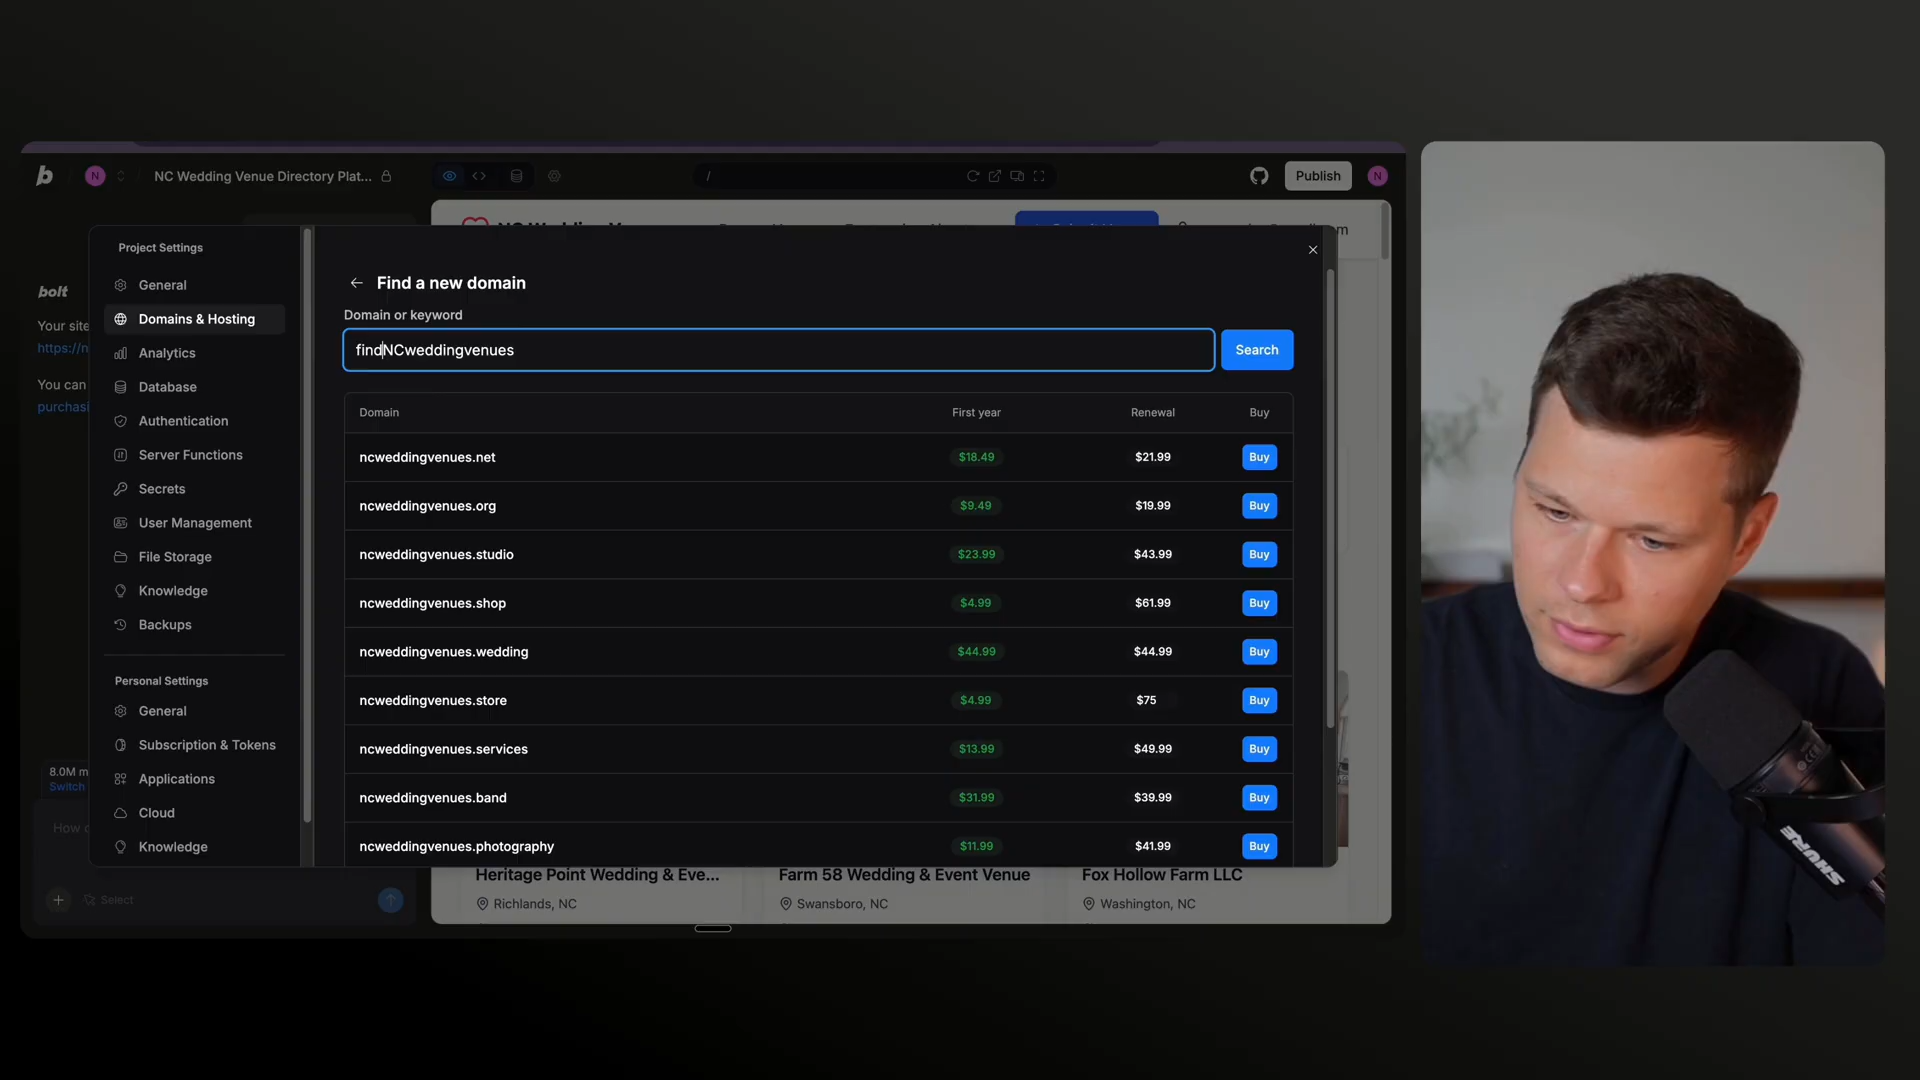 b
N
NC Wedding Venue Directory Plat...
/
Publish
N
Project Settings
General
Domains & Hosting
Analytics
Database
Authentication
Server Functions
Secrets
User Management
File Storage
Knowledge
Backups
Personal Settings
General
Subscription & Tokens
Applications
Cloud
Knowledge
bolt
Your site
https://n
You can
purchasi
8.0M m
Switch
Select
Find a new domain
Domain or keyword
findNCweddingvenues
Search
Domain First year Renewal Buy
ncweddingvenues.net $18.49 $21.99 Buy
ncweddingvenues.org $9.49 $19.99 Buy
ncweddingvenues.studio $23.99 $43.99 Buy
ncweddingvenues.shop $4.99 $61.99 Buy
ncweddingvenues.wedding $44.99 $44.99 Buy
ncweddingvenues.store $4.99 $75 Buy
ncweddingvenues.services $13.99 $49.99 Buy
ncweddingvenues.band $31.99 $39.99 Buy
ncweddingvenues.photography $11.99 $41.99 Buy
Heritage Point Wedding & Eve... Farm 58 Wedding & Event Venue Fox Hollow Farm LLC
Richlands, NC Swansboro, NC Washington, NC
SHURE